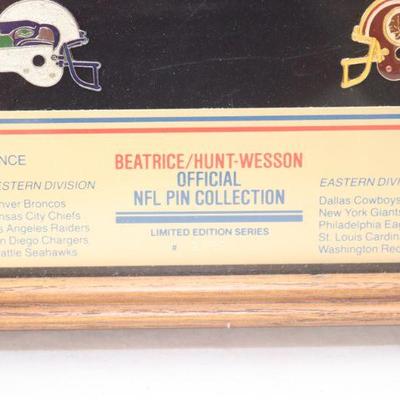 NCE
BEATRICE/HUNT-WESSON
OFFICIAL
NFL PIN COLLECTION
LIMITED EDITION SERIES
#
ESTERN DIVISION
nver Broncos
nsas City Chiefs
s Angeles Raiders
n Diego Chargers
attle Seahawks
EASTERN DIVI
Dallas Cowboys
New York Giants
Philadelphia Eag
St. Louis Cardin
Washington Red